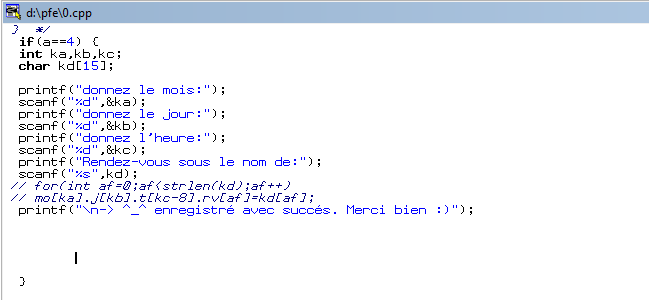 d:\pfe\0.cpp
} */
if(a==4) {
int ka,kb,kc;
char kd[15];
printf("donnez le mois:");
scanf("%d",&ka);
printf("donnez le jour:");
scanf("%d",&kb);
printf("donnez l'heure:");
scanf("%d",&kc);
printf("Rendez-vous sous le nom de:");
scanf("%s",kd);
// for(int af=0;af<strlen(kd);af++)
// mo[ka].j[kb].t[kc-8].rv[af]=kd[af];
printf("\n-> ^_^ enregistré avec succés. Merci bien :)");
}